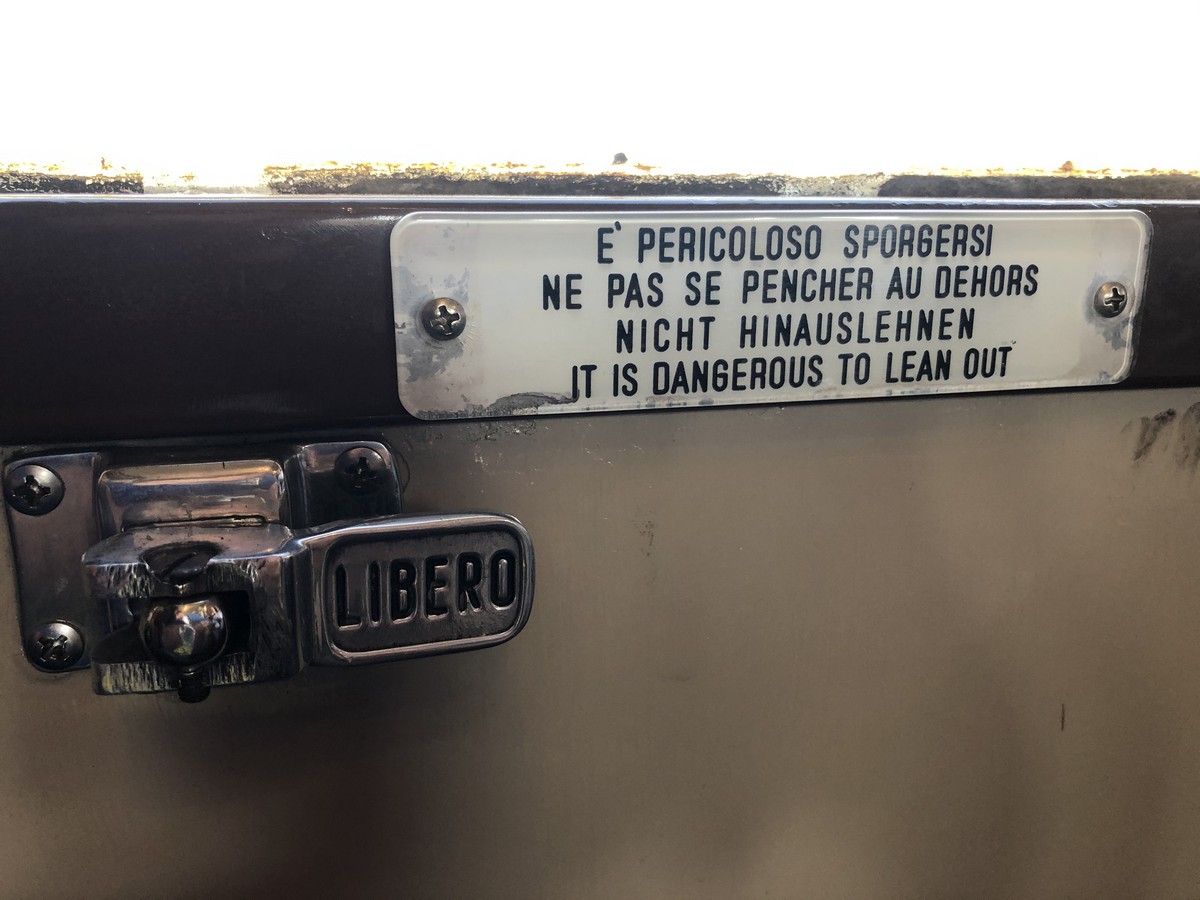 E' PERICOLOSO SPORGERSI
NE PAS SE PENCHER AU DEHORS
NICHT HINAUSLEHNEN
IT IS DANGEROUS TO LEAN OUT
LIBERO